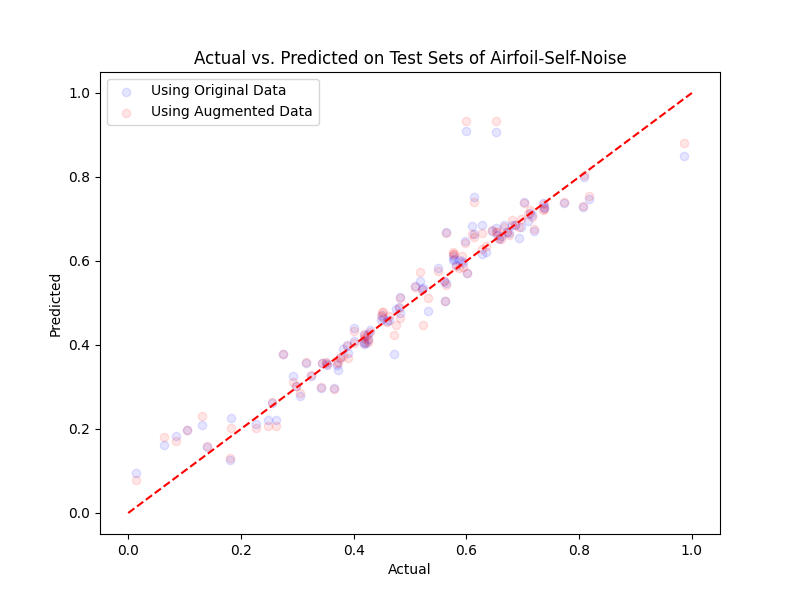 Actual vs. Predicted on Test Sets of Airfoil-Self-Noise
Using Original Data
Using Augmented Data
1.0
0.8
0.6
0.4
0.2
0.0
Predicted
0.0 0.2 0.4 0.6 0.8 1.0
Actual